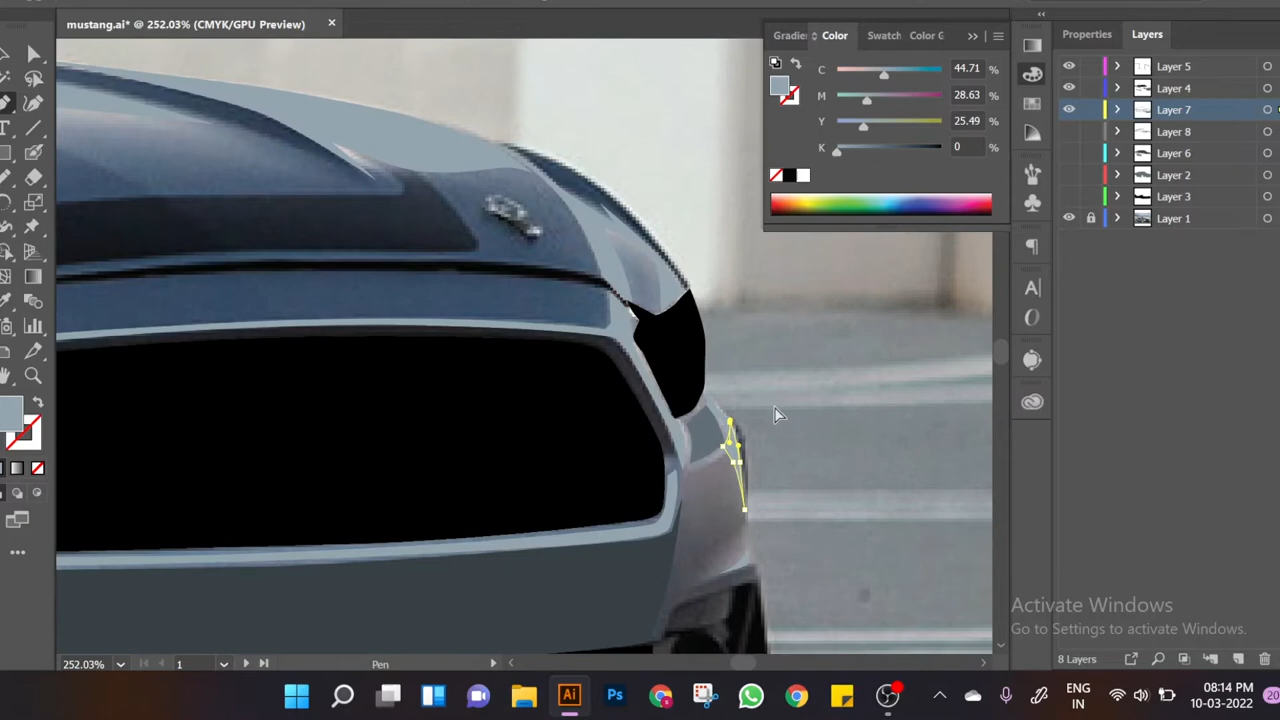 mustang.ai* @ 252.03% (CMYK/GPU Preview) ×
Color Swatch Color G
C 44.71 %
M 28.63 %
Y 25.49 %
K 0 %
Properties Layers
Layer 5
Layer 4
Layer 7
Layer 8
Layer 6
Layer 2
Layer 3
Layer 1
Activate Windows
Go to Settings to activate Windows.
252.03% 1 Pen
8 Layers
Ai Ps
ENG
IN
08:14 PM
10-03-2022
20